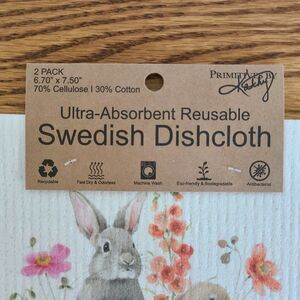 2 PACK
6.70" x 7.50"
70% Cellulose | 30% Cotton
PRIMITIVES BY
Kathy
Ultra-Absorbent Reusable
Swedish Dishcloth
Recyclable
Fast Dry & Odorless
Machine Wash
Eco-friendly & Biodegradable
Antibacterial